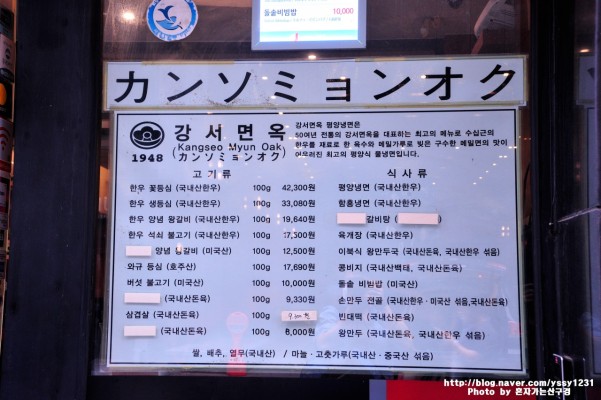 돌솥비빔밥 10,000
カンソミョンオク
1948
강서면옥
(Kangseo Myun Oak)
(カンソミョンオク)
강서면옥 평양냉면은
50여년 전통의 강서면옥을 대표하는 최고의 메뉴로 수십근의
한우를 재료로 한 육수와 메밀가루로 빚은 구수한 메밀면의 맛이
어우러진 최고의 평양식 물냉면입니다.
고기류
한우 꽃등심 (국내산한우) 100g 42,300원
한우 생등심 (국내산한우) 100g 33,080원
한우 양념 왕갈비 (국내산한우) 100g 19,640원
한우 석쇠 불고기 (국내산한우) 100g 17,500원
양념 갈비 (미국산) 100g 12,500원
와규 등심 (호주산) 100g 17,690원
버섯 불고기 (미국산) 100g 10,000원
(국내산돈육) 100g 9,330원
삼겹살 (국내산돈육) 100g
(국내산돈육) 100g 8,000원
식사류
평양냉면 (국내산한우)
함흥냉면 (국내산한우)
갈비탕
육개장 (국내산한우)
이북식 왕만두국 (국내산돈육, 국내산한우 섞음)
콩비지 (국내산백태, 국내산돈육)
돌솥 비빔밥 (미국산)
손만두 전골 (국내산한우·미국산 섞음,국내산돈육)
빈대떡 (국내산돈육)
왕만두 (국내산돈육, 국내산한우 섞음)
쌀, 배추, 열무(국내산) / 마늘·고춧가루(국내산·중국산 섞음)
http://blog.naver.com/yssy1231
Photo by 혼자가는산구경